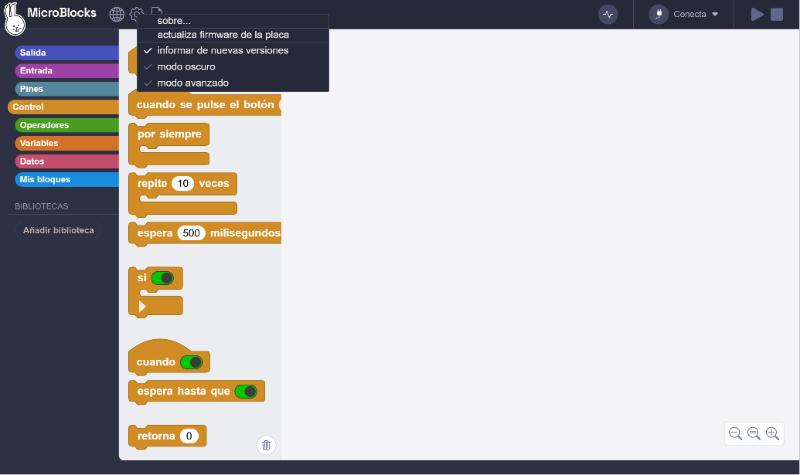 MicroBlocks
Conecta
sobre...
actualiza firmware de la placa
informar de nuevas versiones
modo oscuro
modo avanzado
Salida
Entrada
Pines
Control
Operadores
Variables
Datos
Mis bloques
BIBLIOTECAS
Añadir biblioteca
cuando se pulse el botón
por siempre
repite 10 veces
espera 500 milisegundos
si
cuando
espera hasta que
retorna 0